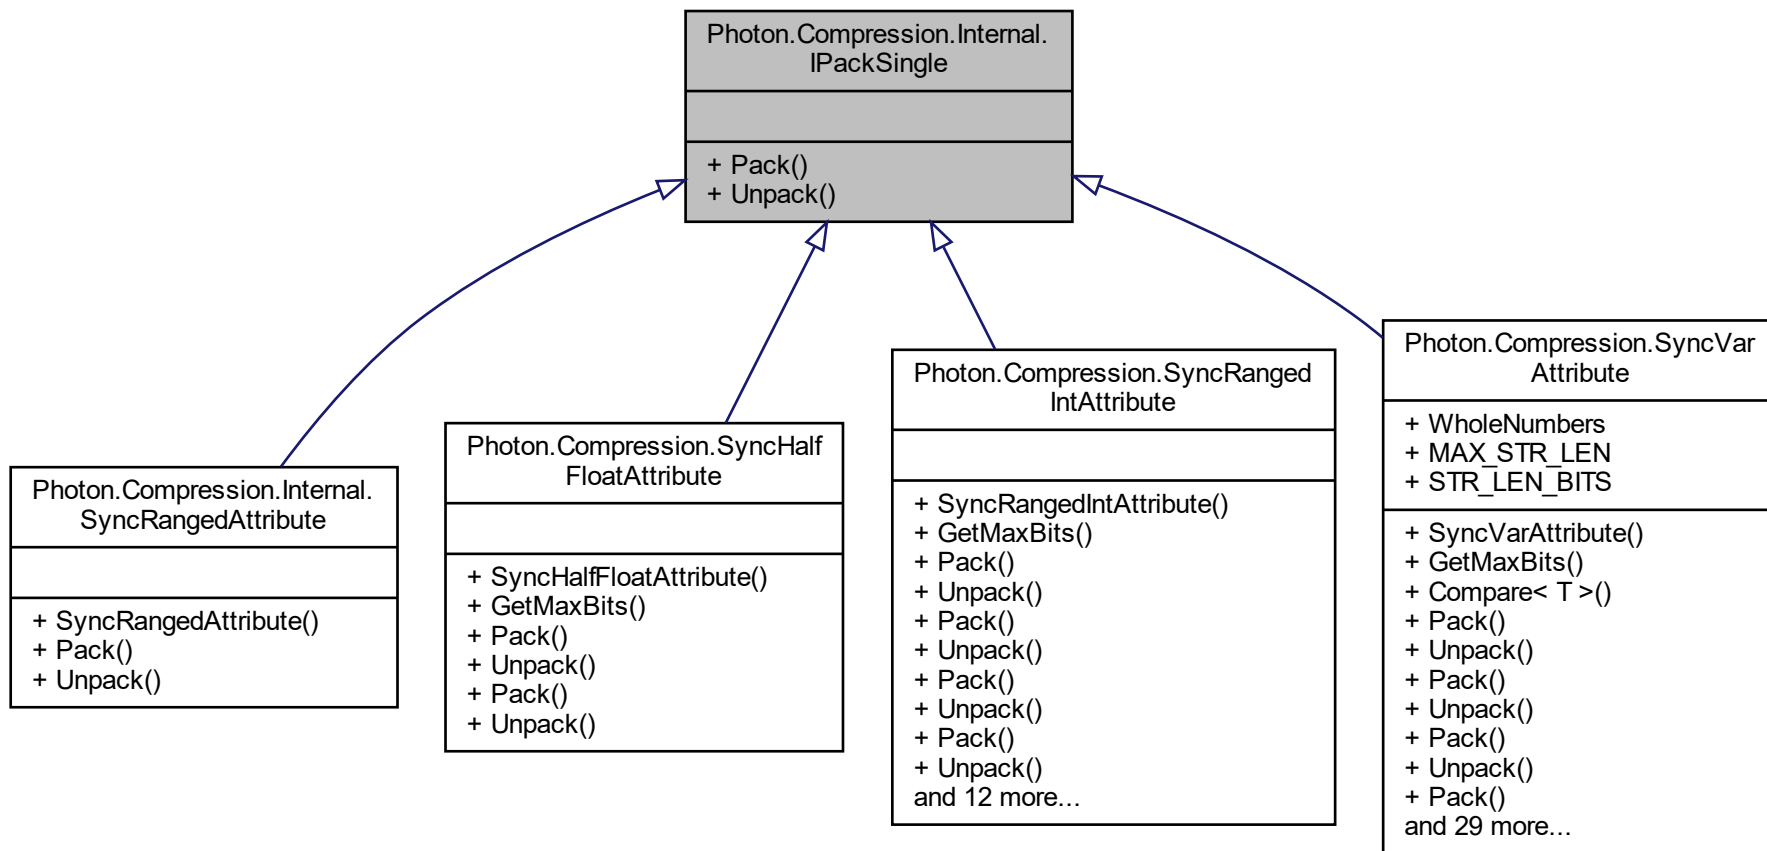 Photon.Compression.Internal.
IPackSingle
+ Pack()
+ Unpack()
Photon.Compression.Internal.
SyncRangedAttribute
+ SyncRangedAttribute()
+ Pack()
+ Unpack()
Photon.Compression.SyncHalf
FloatAttribute
+ SyncHalfFloatAttribute()
+ GetMaxBits()
+ Pack()
+ Unpack()
+ Pack()
+ Unpack()
Photon.Compression.SyncRanged
IntAttribute
+ SyncRangedIntAttribute()
+ GetMaxBits()
+ Pack()
+ Unpack()
+ Pack()
+ Unpack()
+ Pack()
+ Unpack()
+ Pack()
+ Unpack()
and 12 more...
Photon.Compression.SyncVar
Attribute
+ WholeNumbers
+ MAX_STR_LEN
+ STR_LEN_BITS
+ SyncVarAttribute()
+ GetMaxBits()
+ Compare< T >()
+ Pack()
+ Unpack()
+ Pack()
+ Unpack()
+ Pack()
+ Unpack()
+ Pack()
and 29 more...